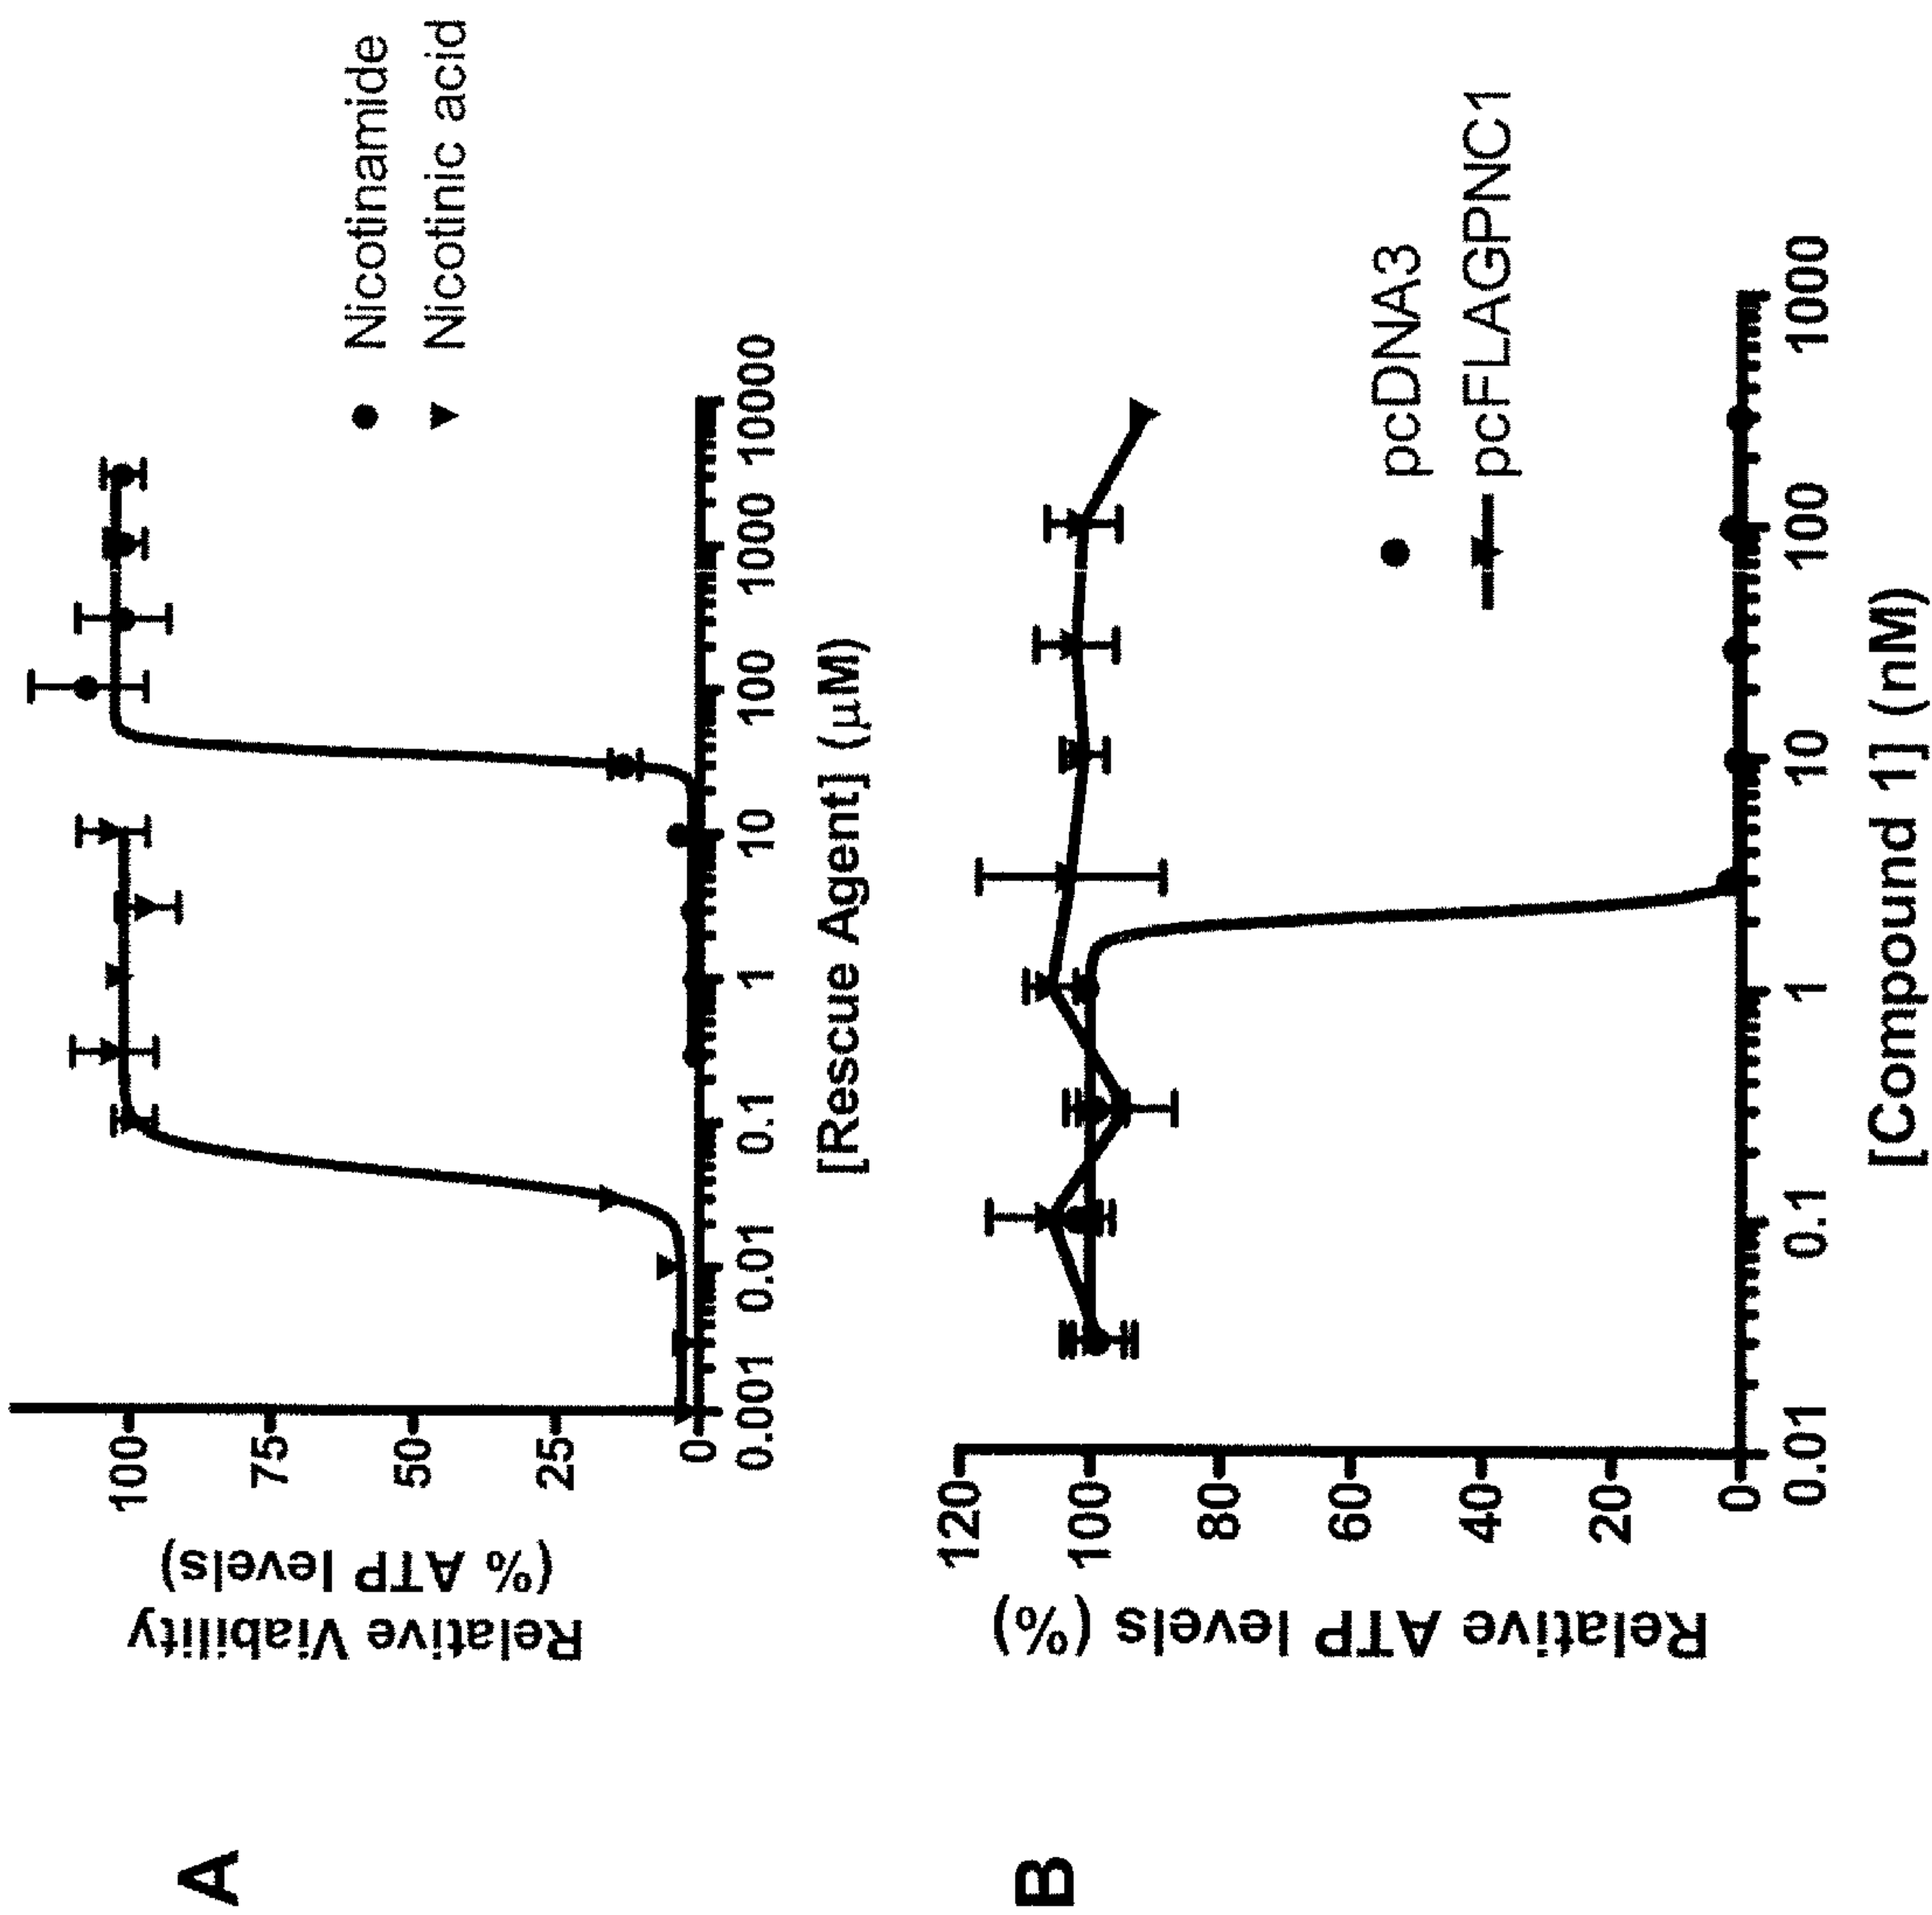 A
Relative Viability
(% ATP levels)
100
75
50
25
0
0.001 0.01 0.1 1 10 100 1000 10000
[Rescue Agent] (μM)
Nicotinamide
Nicotinic acid
B
Relative ATP levels (%)
120
100
80
60
40
20
0
0.01 0.1 1 10 100 1000
[Compound 1] (nM)
pcDNA3
pcFLAGPNC1